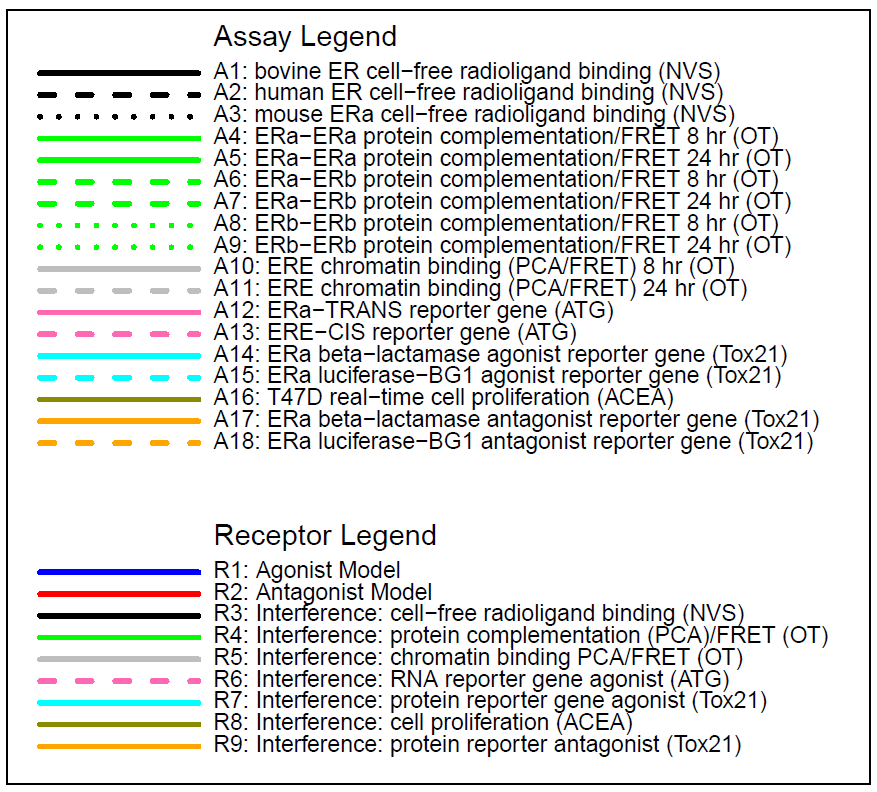 Assay Legend
A1: bovine ER cell−free radioligand binding (NVS)
A2: human ER cell−free radioligand binding (NVS)
A3: mouse ERa cell−free radioligand binding (NVS)
A4: ERa−ERa protein complementation/FRET 8 hr (OT)
A5: ERa−ERa protein complementation/FRET 24 hr (OT)
A6: ERa−ERb protein complementation/FRET 8 hr (OT)
A7: ERa−ERb protein complementation/FRET 24 hr (OT)
A8: ERb−ERb protein complementation/FRET 8 hr (OT)
A9: ERb−ERb protein complementation/FRET 24 hr (OT)
A10: ERE chromatin binding (PCA/FRET) 8 hr (OT)
A11: ERE chromatin binding (PCA/FRET) 24 hr (OT)
A12: ERa−TRANS reporter gene (ATG)
A13: ERE−CIS reporter gene (ATG)
A14: ERa beta−lactamase agonist reporter gene (Tox21)
A15: ERa luciferase−BG1 agonist reporter gene (Tox21)
A16: T47D real−time cell proliferation (ACEA)
A17: ERa beta−lactamase antagonist reporter gene (Tox21)
A18: ERa luciferase−BG1 antagonist reporter gene (Tox21)
Receptor Legend
R1: Agonist Model
R2: Antagonist Model
R3: Interference: cell−free radioligand binding (NVS)
R4: Interference: protein complementation (PCA)/FRET (OT)
R5: Interference: chromatin binding PCA/FRET (OT)
R6: Interference: RNA reporter gene agonist (ATG)
R7: Interference: protein reporter gene agonist (Tox21)
R8: Interference: cell proliferation (ACEA)
R9: Interference: protein reporter antagonist (Tox21)